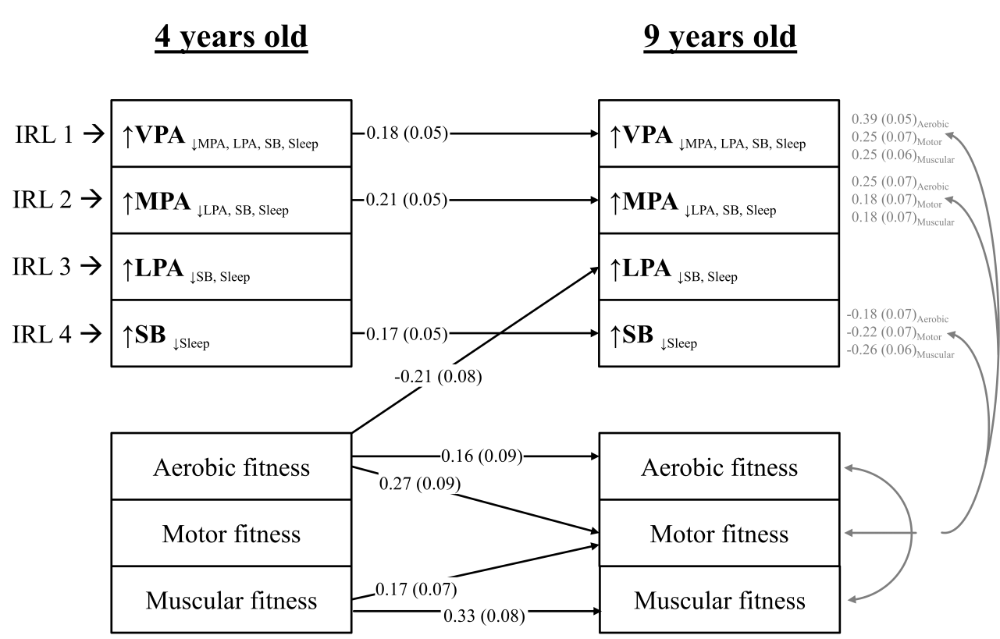 4 years old
9 years old
IRL 1 → ↑VPA ↓MPA, LPA, SB, Sleep
0.18 (0.05)
↑VPA ↓MPA, LPA, SB, Sleep
0.39 (0.05)Aerobic
0.25 (0.07)Motor
0.25 (0.06)Muscular
IRL 2 → ↑MPA ↓LPA, SB, Sleep
0.21 (0.05)
↑MPA ↓LPA, SB, Sleep
0.25 (0.07)Aerobic
0.18 (0.07)Motor
0.18 (0.07)Muscular
IRL 3 → ↑LPA ↓SB, Sleep
↑LPA ↓SB, Sleep
IRL 4 → ↑SB ↓Sleep
0.17 (0.05)
↑SB ↓Sleep
-0.18 (0.07)Aerobic
-0.22 (0.07)Motor
-0.26 (0.06)Muscular
-0.21 (0.08)
Aerobic fitness
0.16 (0.09)
0.27 (0.09)
Aerobic fitness
Motor fitness
Motor fitness
Muscular fitness
0.17 (0.07)
0.33 (0.08)
Muscular fitness